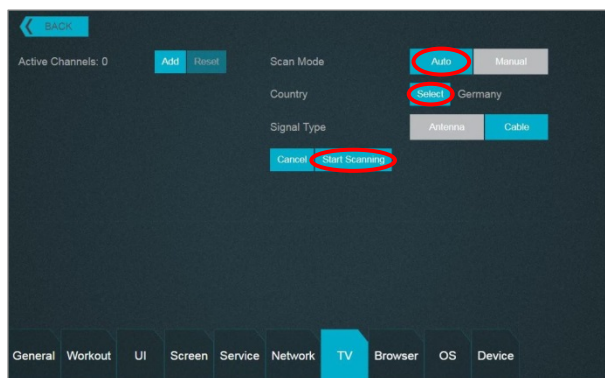 BACK
Active Channels: 0 Add Reset Scan Mode Auto Manual
Country Select Germany
Signal Type Antenna Cable
Cancel Start Scanning
General Workout UI Screen Service Network TV Browser OS Device